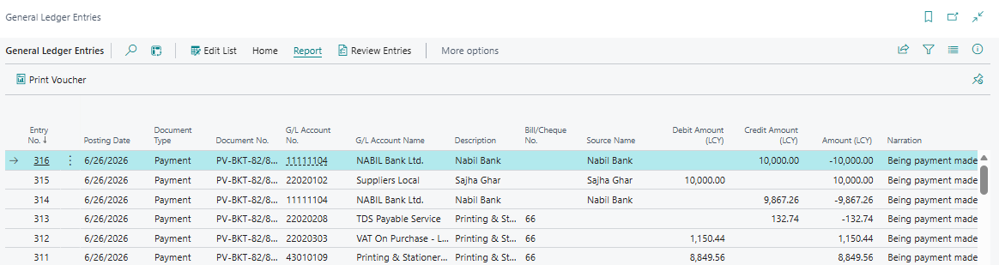 General Ledger Entries
General Ledger Entries Edit List Home Report Review Entries More options
Print Voucher
Entry No. ↓ Posting Date Document Type Document No. G/L Account No. G/L Account Name Description Bill/Cheque No. Source Name Debit Amount (LCY) Credit Amount (LCY) Amount (LCY) Narration
316 6/26/2026 Payment PV-BKT-82/8... 11111104 NABIL Bank Ltd. Nabil Bank Nabil Bank 10,000.00 -10,000.00 Being payment made
315 6/26/2026 Payment PV-BKT-82/8... 22020102 Suppliers Local Sajha Ghar Sajha Ghar 10,000.00 10,000.00 Being payment made
314 6/26/2026 Payment PV-BKT-82/8... 11111104 NABIL Bank Ltd. Nabil Bank Nabil Bank 9,867.26 -9,867.26 Being payment made
313 6/26/2026 Payment PV-BKT-82/8... 22020208 TDS Payable Service Printing & St... 66 132.74 -132.74 Being payment made
312 6/26/2026 Payment PV-BKT-82/8... 22020303 VAT On Purchase - L... Printing & St... 66 1,150.44 1,150.44 Being payment made
311 6/26/2026 Payment PV-BKT-82/8... 43010109 Printing & Stationer... Printing & St... 66 8,849.56 8,849.56 Being payment made